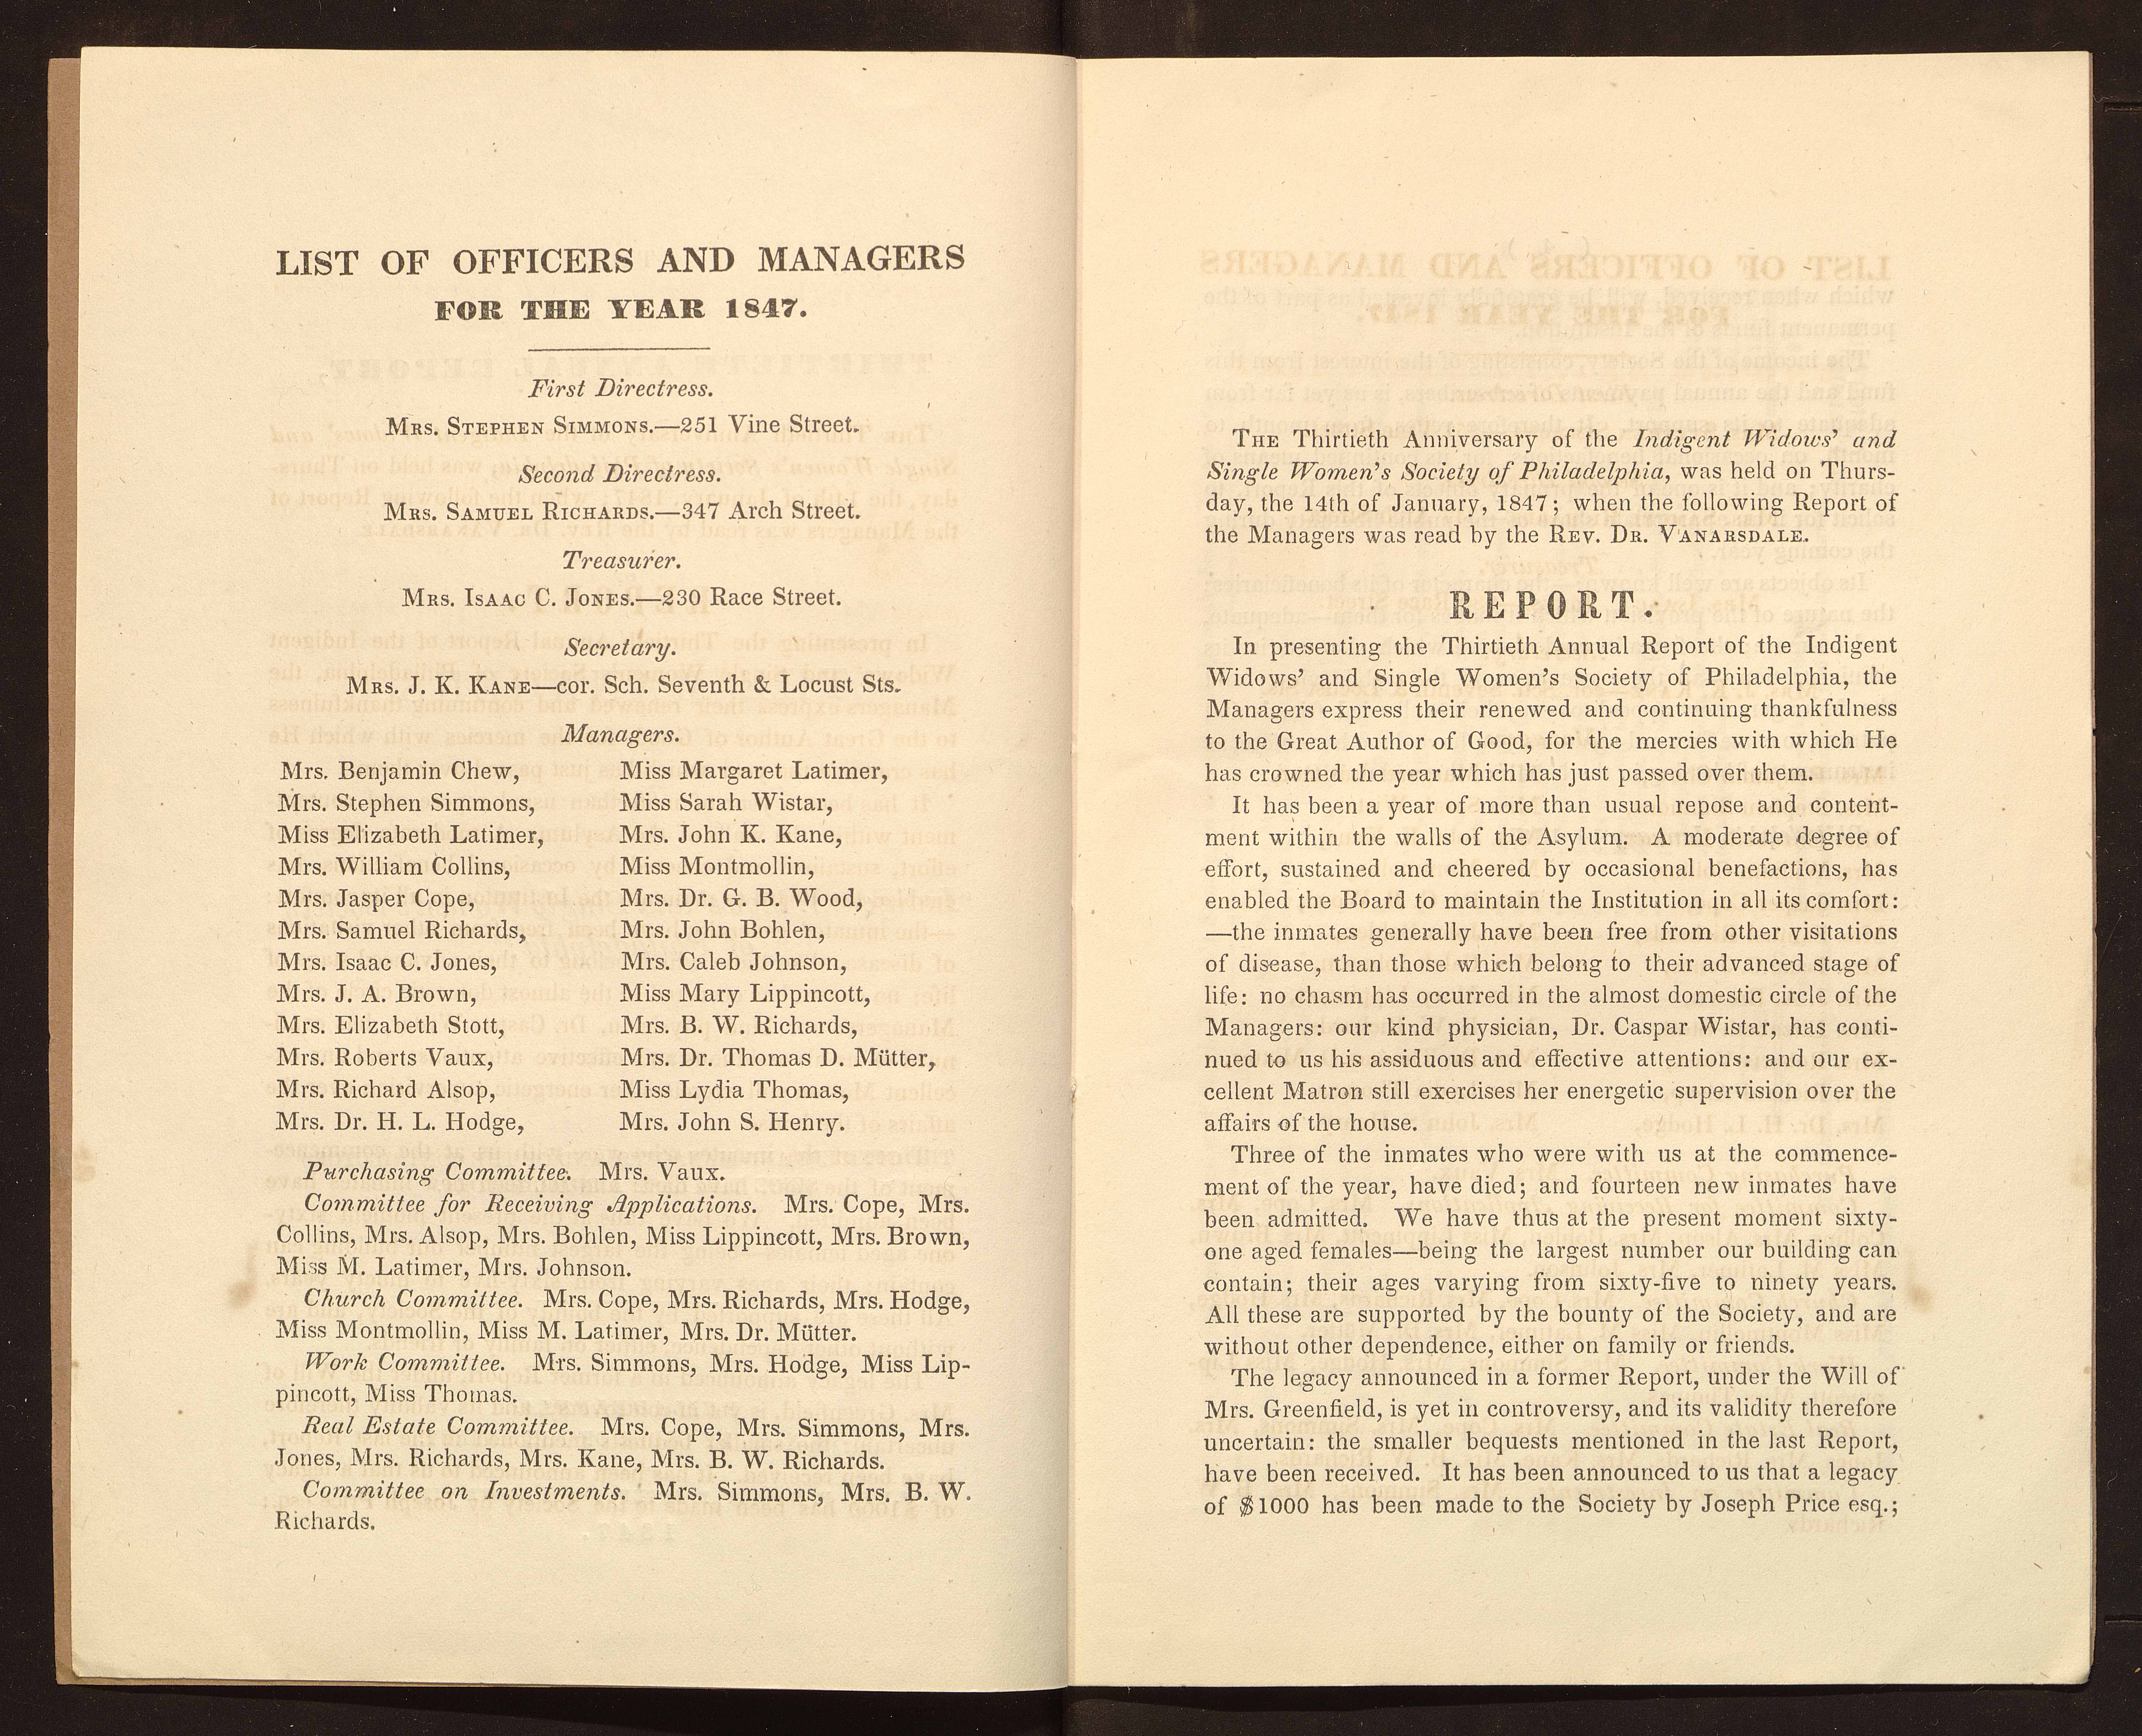 LIST OF OFFICERS AND MANAGERS
FOR THE YEAR 1847.
First Directress.
MRS. STEPHEN SIMMONS.—251 Vine Street.
Second Directress.
MRS. SAMUEL RICHARDS.—347 Arch Street.
Treasurer.
MRS. ISAAC C. JONES.—230 Race Street.
Secretary.
MRS. J. K. KANE—cor. Sch. Seventh & Locust Sts.
Managers.
Mrs. Benjamin Chew,
Mrs. Stephen Simmons,
Miss Elizabeth Latimer,
Mrs. William Collins,
Mrs. Jasper Cope,
Mrs. Samuel Richards,
Mrs. Isaac C. Jones,
Mrs. J. A. Brown,
Mrs. Elizabeth Stott,
Mrs. Roberts Vaux,
Mrs. Richard Alsop,
Mrs. Dr. H. L. Hodge,
Miss Margaret Latimer,
Miss Sarah Wistar,
Mrs. John K. Kane,
Miss Montmollin,
Mrs. Dr. G. B. Wood,
Mrs. John Bohlen,
Mrs. Caleb Johnson,
Miss Mary Lippincott,
Mrs. B. W. Richards,
Mrs. Dr. Thomas D. Mütter,
Miss Lydia Thomas,
Mrs. John S. Henry.
Purchasing Committee. Mrs. Vaux.
Committee for Receiving Applications. Mrs. Cope, Mrs.
Collins, Mrs. Alsop, Mrs. Bohlen, Miss Lippincott, Mrs. Brown,
Miss M. Latimer, Mrs. Johnson.
Church Committee. Mrs. Cope, Mrs. Richards, Mrs. Hodge,
Miss Montmollin, Miss M. Latimer, Mrs. Dr. Mütter.
Work Committee. Mrs. Simmons, Mrs. Hodge, Miss Lip-
pincott, Miss Thomas.
Real Estate Committee. Mrs. Cope, Mrs. Simmons, Mrs.
Jones, Mrs. Richards, Mrs. Kane, Mrs. B. W. Richards.
Committee on Investments. Mrs. Simmons, Mrs. B. W.
Richards.
THE Thirtieth Anniversary of the Indigent Widows' and
Single Women's Society of Philadelphia, was held on Thurs-
day, the 14th of January, 1847; when the following Report of
the Managers was read by the REV. DR. VANARSDALE.
REPORT.
In presenting the Thirtieth Annual Report of the Indigent
Widows' and Single Women's Society of Philadelphia, the
Managers express their renewed and continuing thankfulness
to the Great Author of Good, for the mercies with which He
has crowned the year which has just passed over them.
It has been a year of more than usual repose and content-
ment within the walls of the Asylum. A moderate degree of
effort, sustained and cheered by occasional benefactions, has
enabled the Board to maintain the Institution in all its comfort:
—the inmates generally have been free from other visitations
of disease, than those which belong to their advanced stage of
life: no chasm has occurred in the almost domestic circle of the
Managers: our kind physician, Dr. Caspar Wistar, has conti-
nued to us his assiduous and effective attentions: and our ex-
cellent Matron still exercises her energetic supervision over the
affairs of the house.
Three of the inmates who were with us at the commence-
ment of the year, have died; and fourteen new inmates have
been admitted. We have thus at the present moment sixty-
one aged females—being the largest number our building can
contain; their ages varying from sixty-five to ninety years.
All these are supported by the bounty of the Society, and are
without other dependence, either on family or friends.
The legacy announced in a former Report, under the Will of
Mrs. Greenfield, is yet in controversy, and its validity therefore
uncertain: the smaller bequests mentioned in the last Report,
have been received. It has been announced to us that a legacy
of $1000 has been made to the Society by Joseph Price esq.;